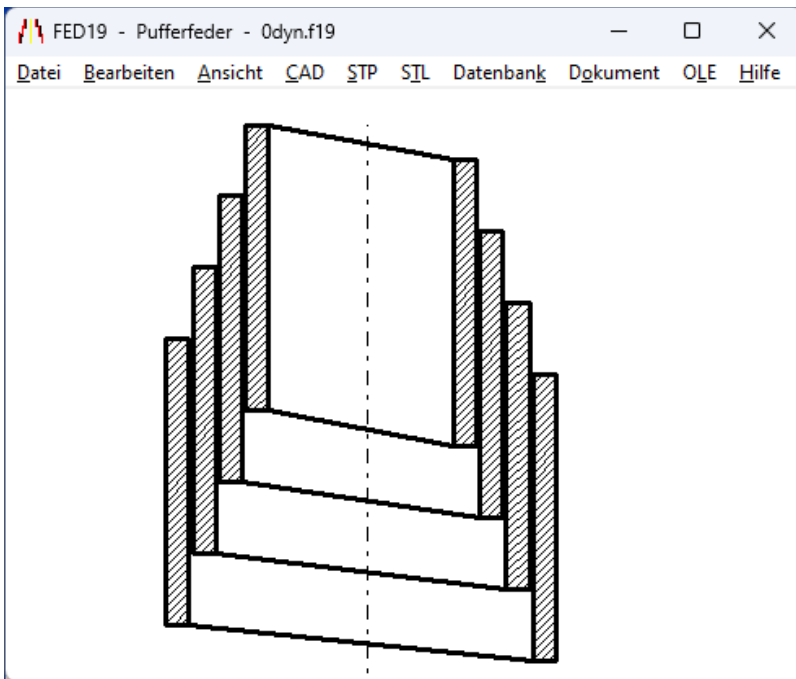 FED19 - Pufferfeder - 0dyn.f19
Datei Bearbeiten Ansicht CAD STP STL Datenbank Dokument OLE Hilfe